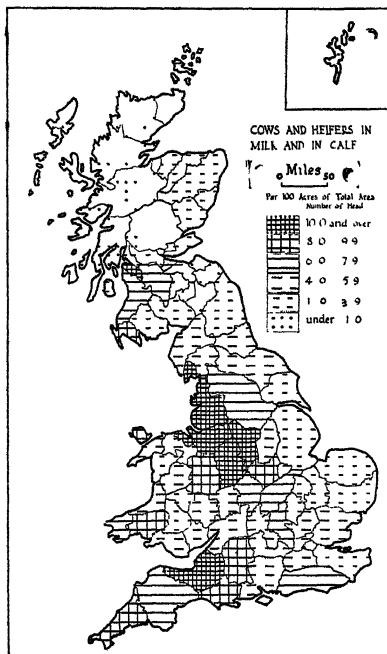 COWS AND HEIFERS IN
MILK AND IN CALF
0 Miles 50
Per 100 Acres of Total Area
Number of Head
10 0 and over
8 0 9 9
6 0 7 9
4 0 5 9
1 0 3 9
under 1 0